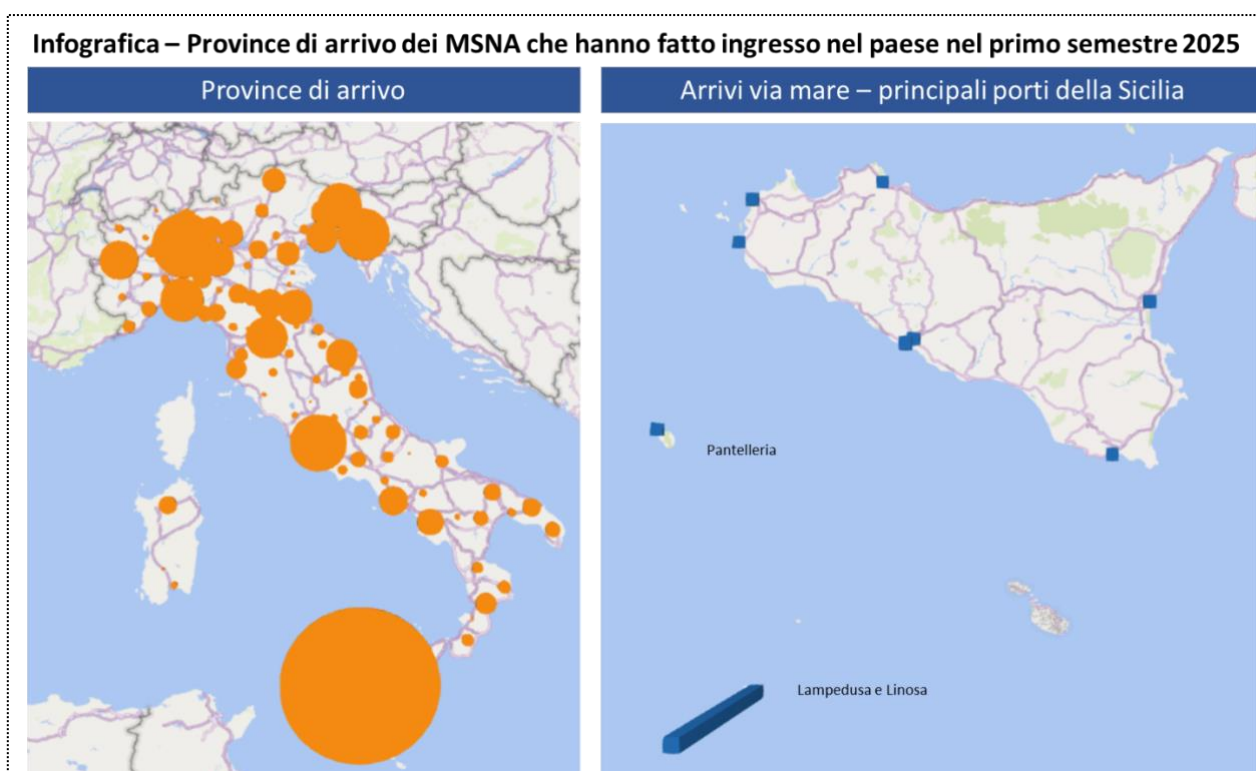 Infografica – Province di arrivo dei MSNA che hanno fatto ingresso nel paese nel primo semestre 2025
Province di arrivo
Arrivi via mare – principali porti della Sicilia
Pantelleria
Lampedusa e Linosa